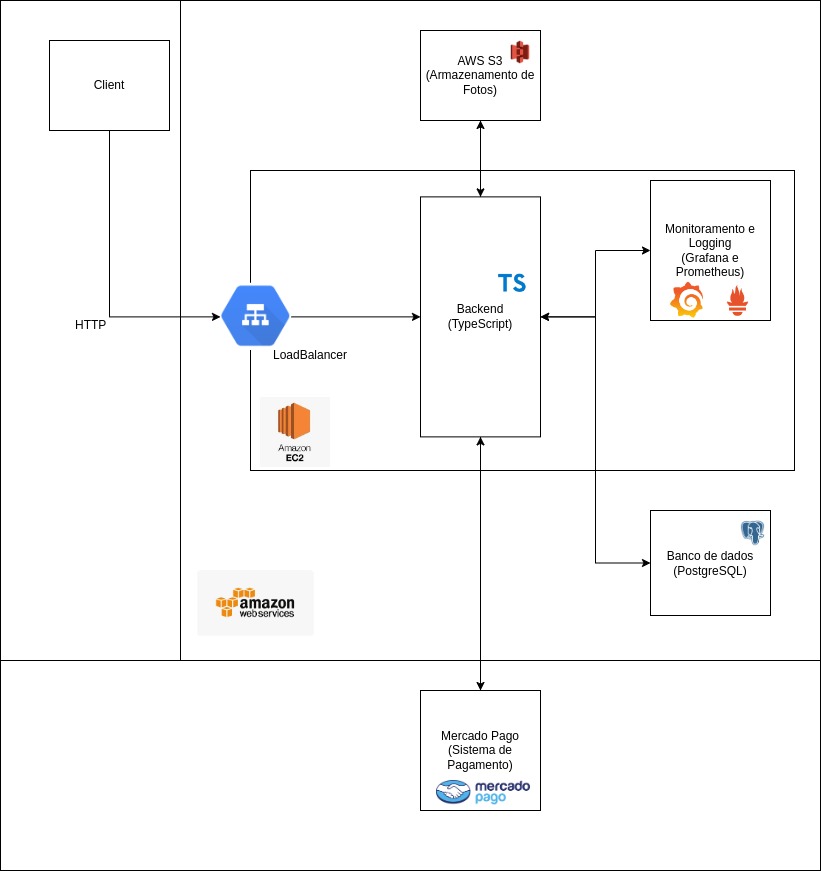 Client
AWS S3
(Armazenamento de
Fotos)
Monitoramento e
Logging
(Grafana e
Prometheus)
TS
Backend
(TypeScript)
HTTP
LoadBalancer
Amazon
EC2
Banco de dados
(PostgreSQL)
amazon
webservices
Mercado Pago
(Sistema de
Pagamento)
mercado
pago